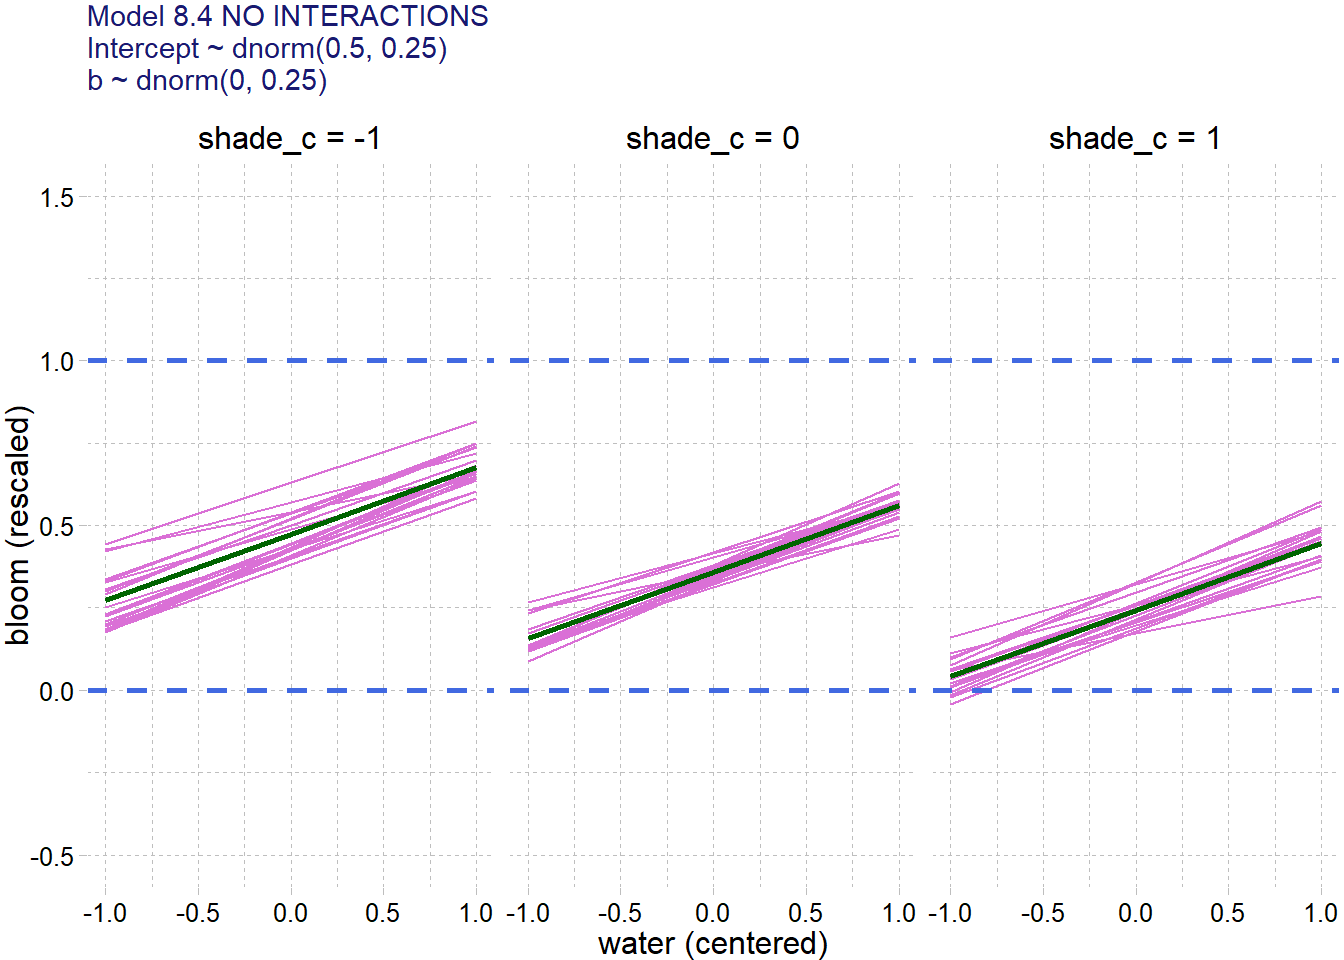 Model 8.4 NO INTERACTIONS
Intercept ~ dnorm(0.5, 0.25)
b ~ dnorm(0, 0.25)
shade_c = -1 shade_c = 0 shade_c = 1
1.5
1.0
0.5
0.0
-0.5
bloom (rescaled)
-1.0 -0.5 0.0 0.5 1.0 -1.0 -0.5 0.0 0.5 1.0 -1.0 -0.5 0.0 0.5 1.0
water (centered)